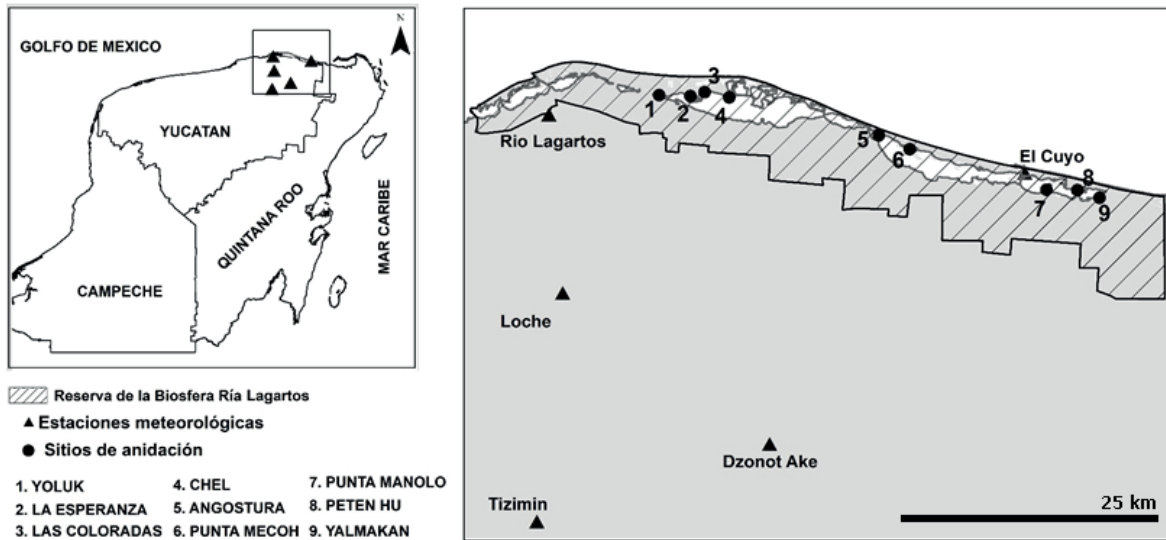 N
GOLFO DE MEXICO
YUCATAN
QUINTANA ROO
MAR CARIBE
CAMPECHE
Reserva de la Biosfera Ría Lagartos
Estaciones meteorológicas
Sitios de anidación
1. YOLUK
2. LA ESPERANZA
3. LAS COLORADAS
4. CHEL
5. ANGOSTURA
6. PUNTA MECOH
7. PUNTA MANOLO
8. PETEN HU
9. YALMAKAN
3
1
2
4
Rio Lagartos
5
6
El Cuyo
8
7
9
Loche
Dzonot Ake
Tizimin
25 km